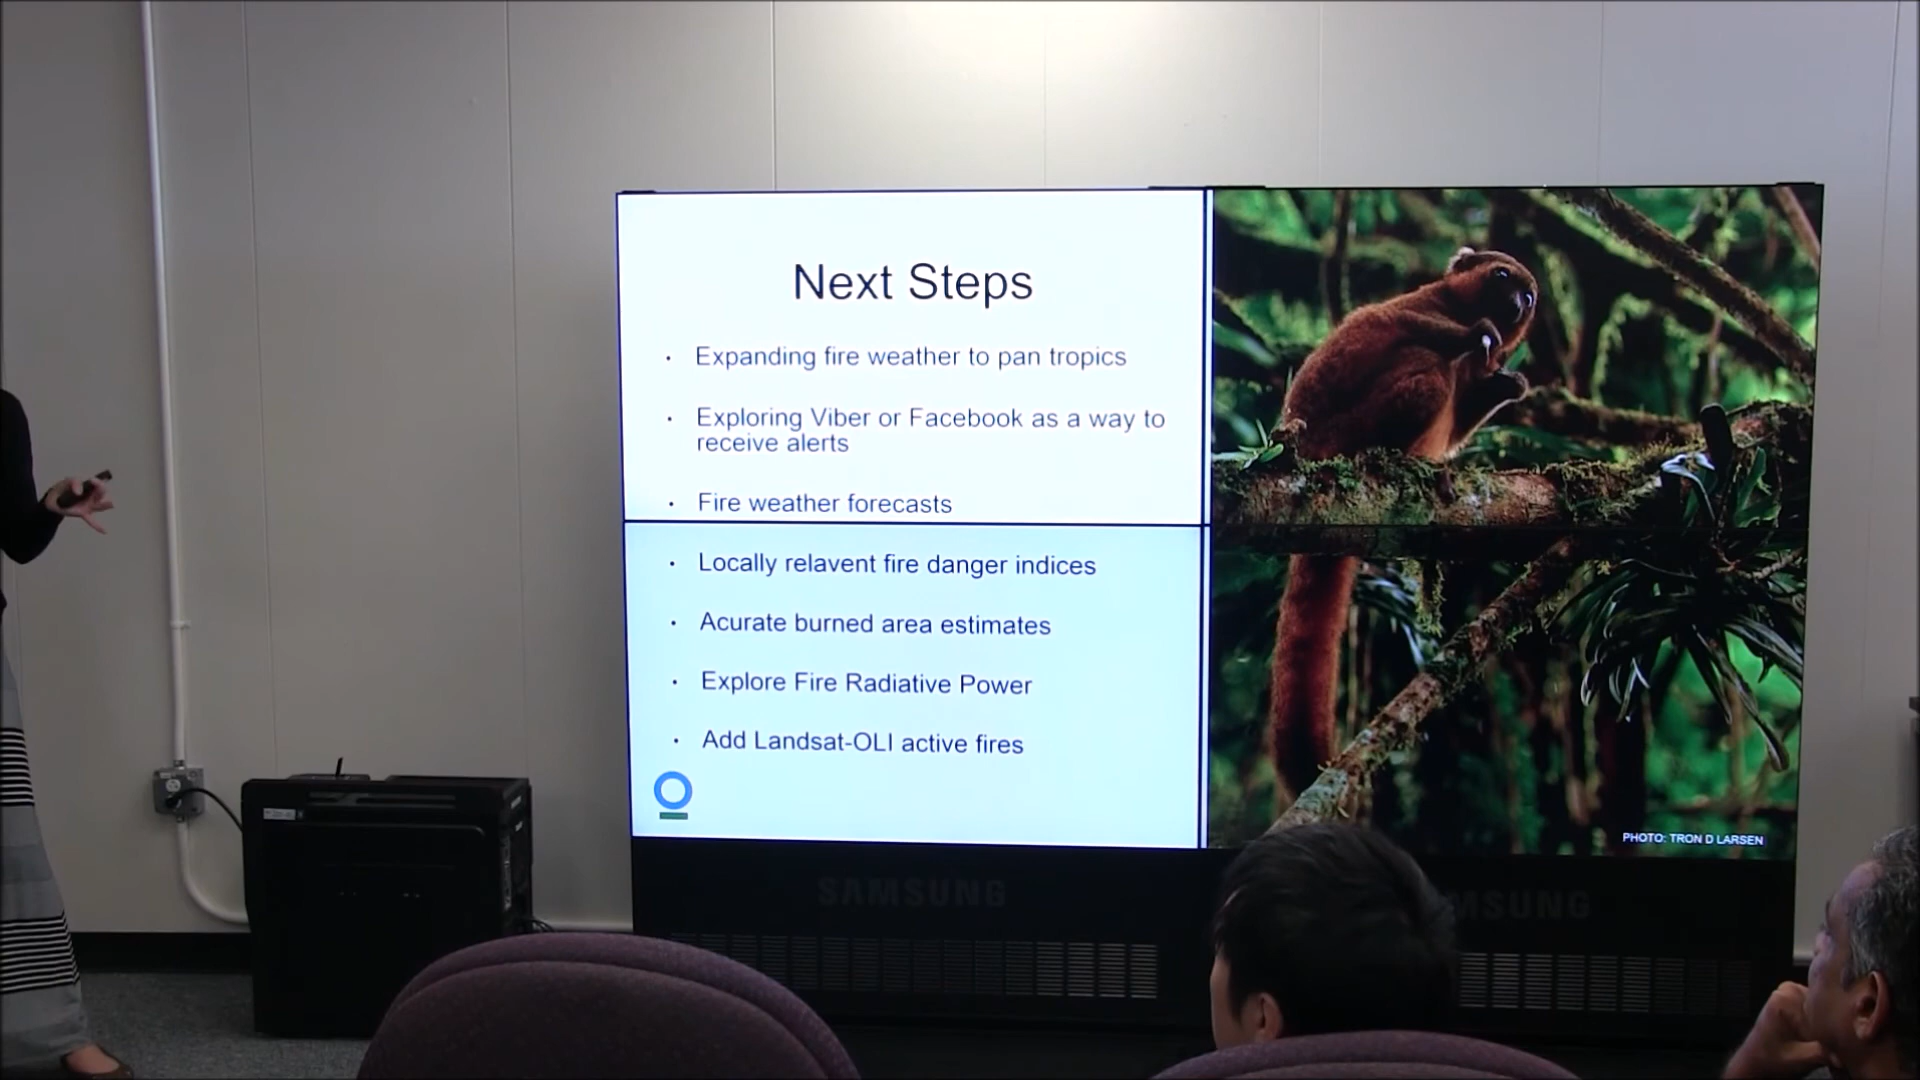 Next Steps
• Expanding fire weather to pan tropics
• Exploring Viber or Facebook as a way to
receive alerts
• Fire weather forecasts
• Locally relavent fire danger indices
• Acurate burned area estimates
• Explore Fire Radiative Power
• Add Landsat-OLI active fires
PHOTO: TRON D LARSEN
SAMSUNG
MSUNG